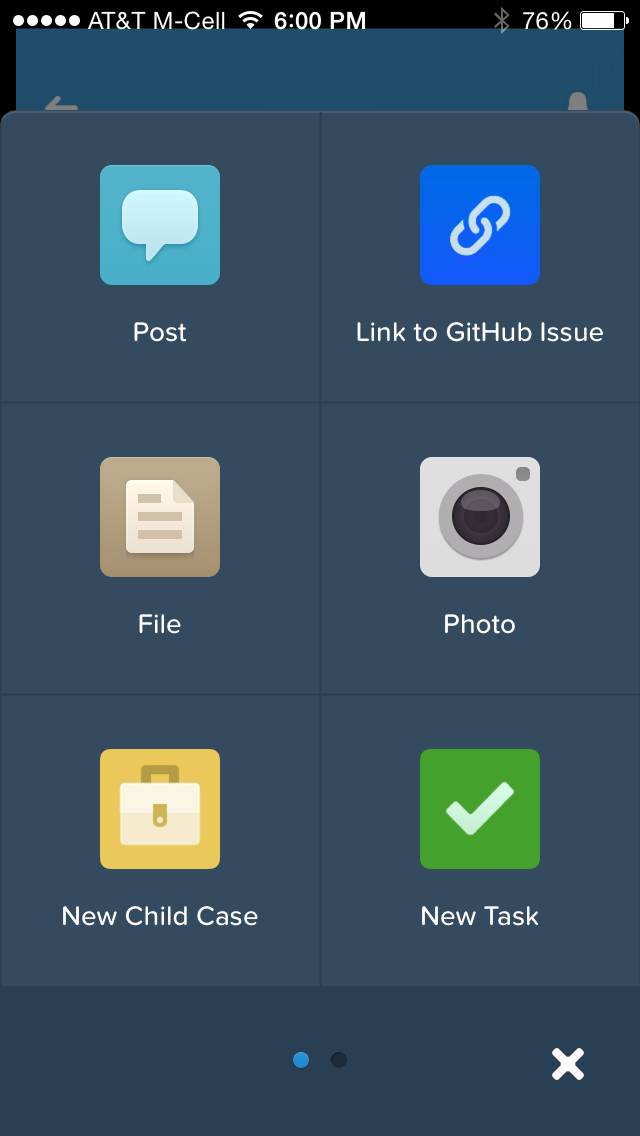 AT&T M-Cell 6:00 PM 76%
Post
Link to GitHub Issue
File
Photo
New Child Case
New Task